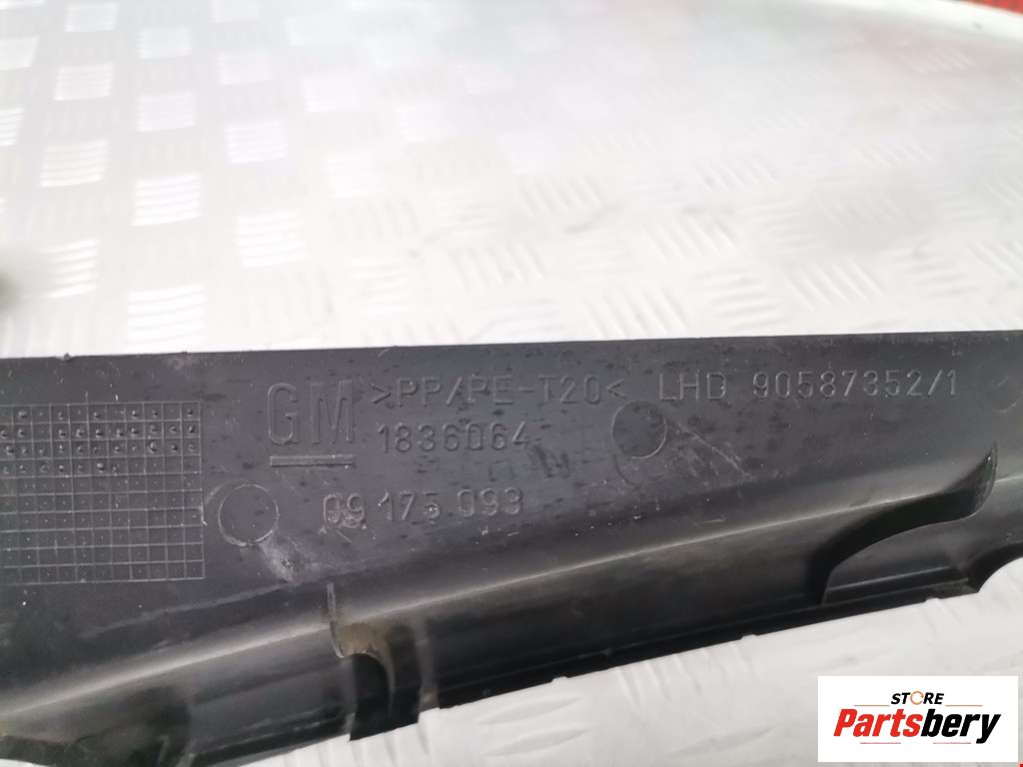 GM >PP/PE-T20< LHD 90587352/1
1836064
09 175 093
STORE
Partsbery